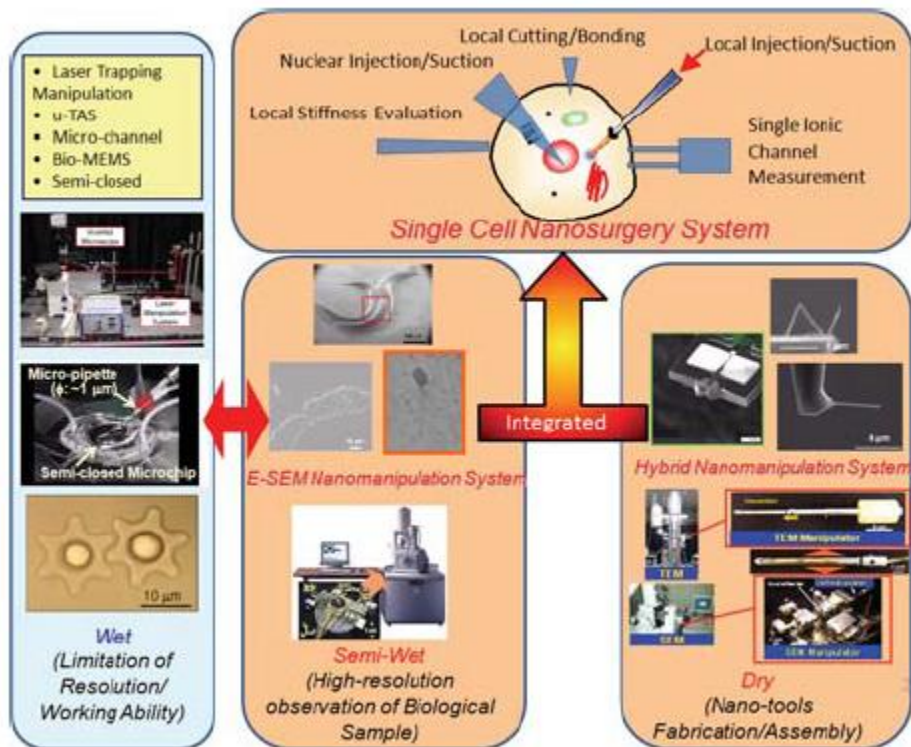 • Laser Trapping
Manipulation
• u-TAS
• Micro-channel
• Bio-MEMS
• Semi-closed
Micro-pipette
(ϕ: ~1 μm)
Semi-closed Microchip
10 μm
Wet
(Limitation of
Resolution/
Working Ability)
Local Cutting/Bonding
Nuclear Injection/Suction
Local Injection/Suction
Local Stiffness Evaluation
Single Ionic
Channel
Measurement
Single Cell Nanosurgery System
E-SEM Nanomanipulation System
Semi-Wet
(High-resolution
observation of Biological
Sample)
Integrated
Hybrid Nanomanipulation System
TEM
TEM Manipulator
SEM
SEM Manipulator
Dry
(Nano-tools
Fabrication/Assembly)